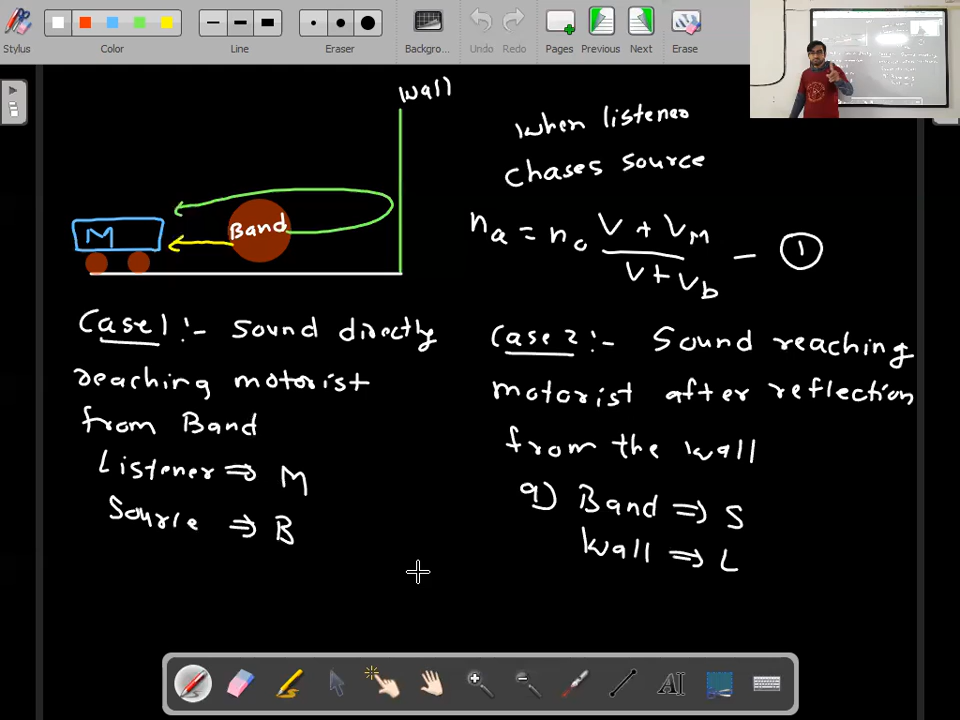 Stylus
Color
Line
Eraser
Backgro...
Undo
Redo
Pages
Previous
Next
Erase
wall
M
Band
when listener
chases source
na = no V + VM / V + Vb — ①
Case 1 :- Sound directly
reaching motorist
from Band
Listener ⇒ M
Source ⇒ B
Case 2 :- Sound reaching
motorist after reflection
from the wall
a) Band ⇒ S
Wall ⇒ L
AI